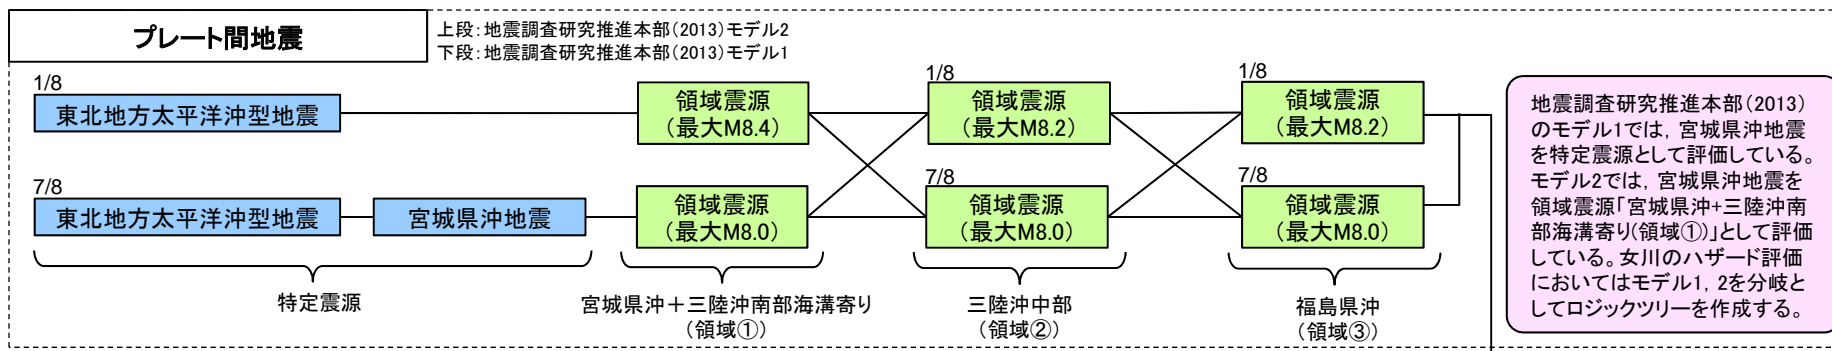 プレート間地震
上段:地震調査研究推進本部(2013)モデル2
下段:地震調査研究推進本部(2013)モデル1
1/8
東北地方太平洋沖型地震
領域震源
(最大M8.4)
1/8
領域震源
(最大M8.2)
1/8
領域震源
(最大M8.2)
7/8
東北地方太平洋沖型地震
宮城県沖地震
領域震源
(最大M8.0)
7/8
領域震源
(最大M8.0)
7/8
領域震源
(最大M8.0)
特定震源
宮城県沖+三陸沖南部海溝寄り
(領域①)
三陸沖中部
(領域②)
福島県沖
(領域③)
地震調査研究推進本部(2013)
のモデル1では,宮城県沖地震
を特定震源として評価している。
モデル2では,宮城県沖地震を
領域震源「宮城県沖+三陸沖南
部海溝寄り(領域①)」として評価
している。女川のハザード評価
においてはモデル1,2を分岐と
してロジックツリーを作成する。